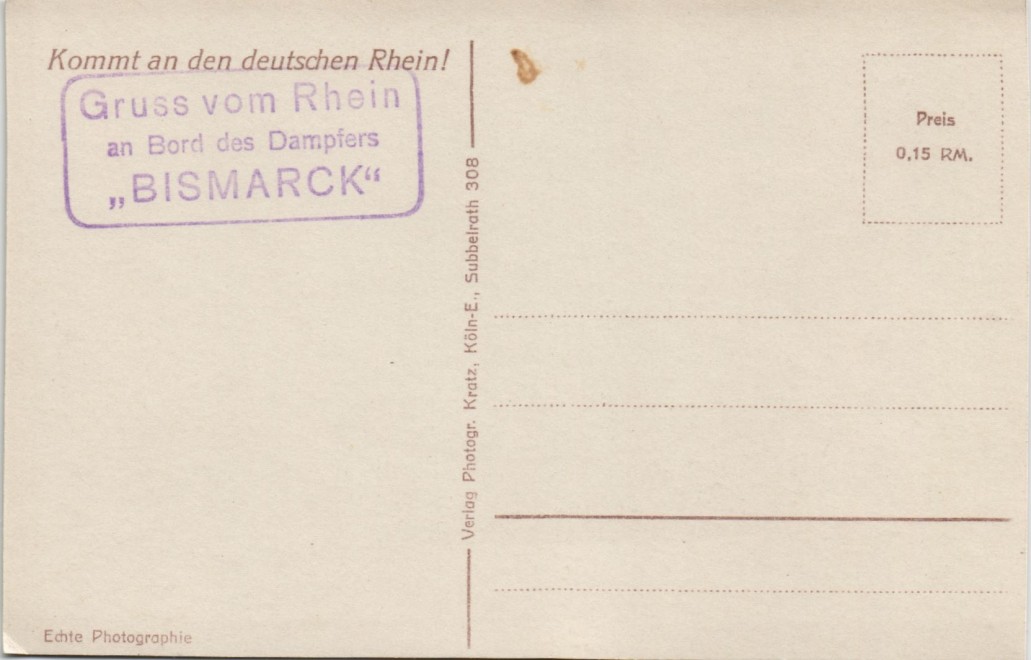 Kommt an den deutschen Rhein!
Gruss vom Rhein
an Bord des Dampfers
„BISMARCK“
Verlag Photogr. Kratz, Köln-E., Subbelrath 308
Preis
0,15 RM.
Echte Photographie